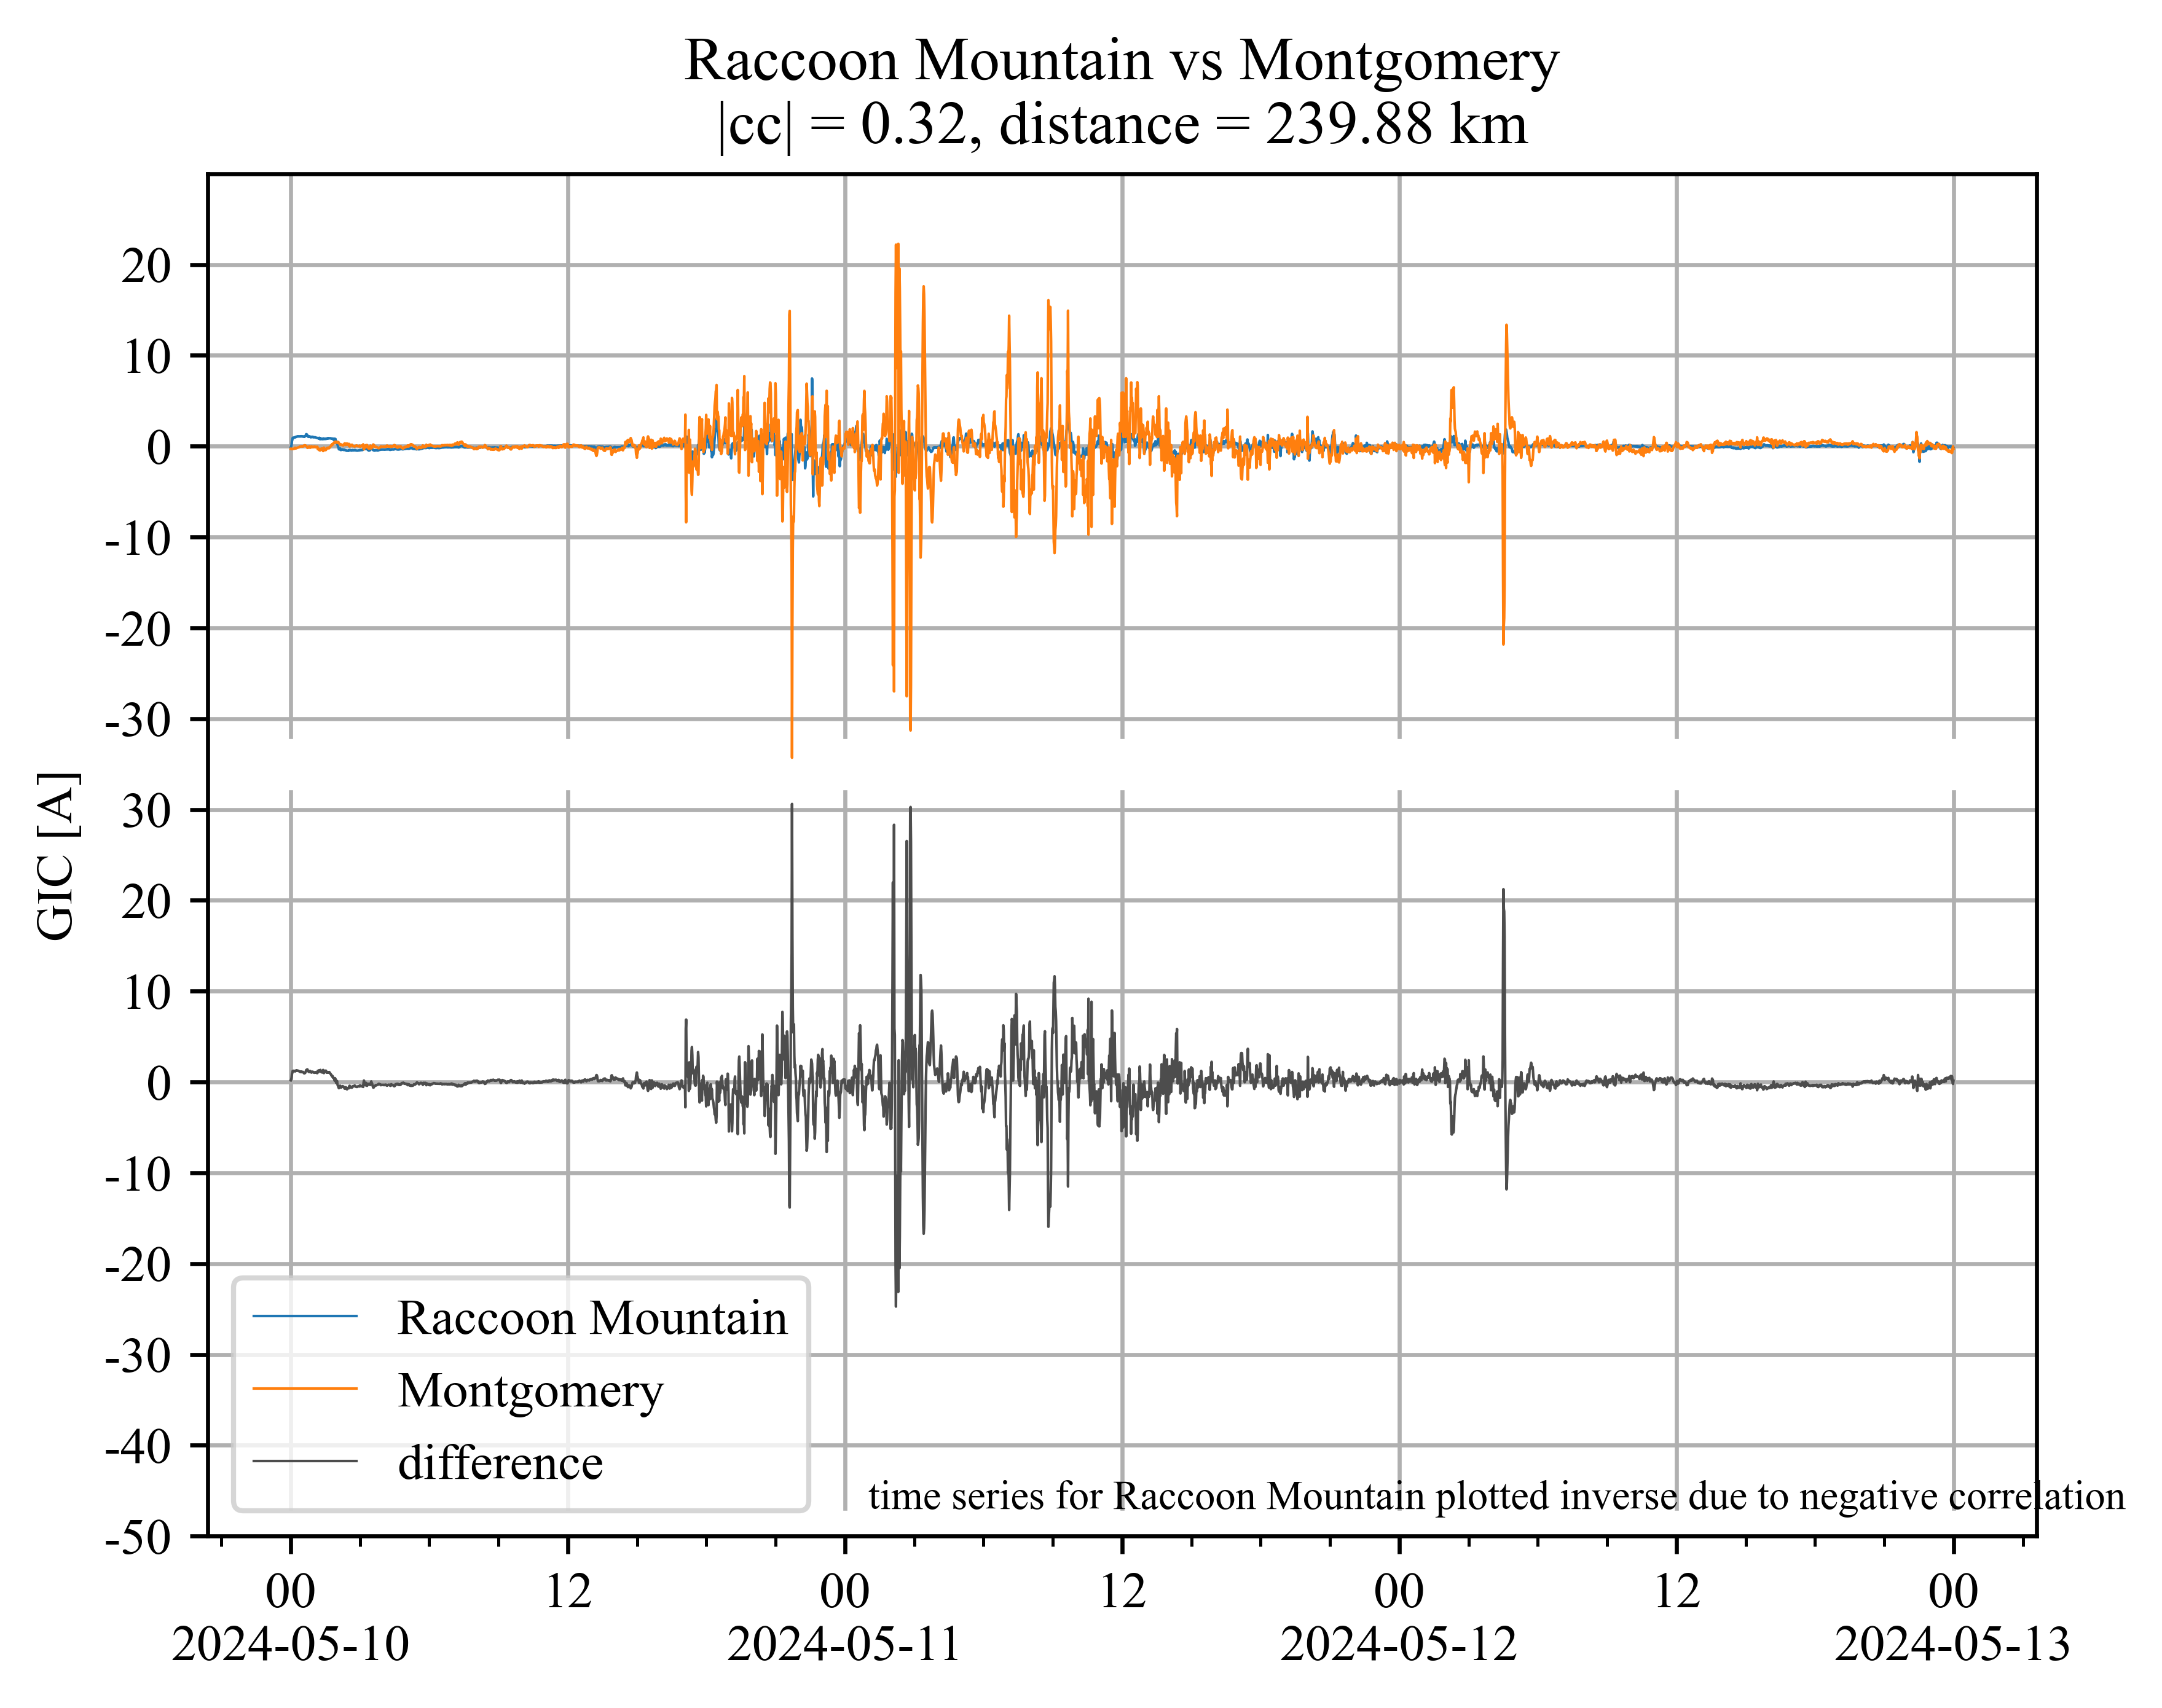 Raccoon Mountain vs Montgomery
|cc| = 0.32, distance = 239.88 km
GIC [A]
20
10
0
-10
-20
-30
30
20
10
0
-10
-20
-30
-40
-50
Raccoon Mountain
Montgomery
difference
time series for Raccoon Mountain plotted inverse due to negative correlation
00 12 00 12 00 12 00
2024-05-10 2024-05-11 2024-05-12 2024-05-13